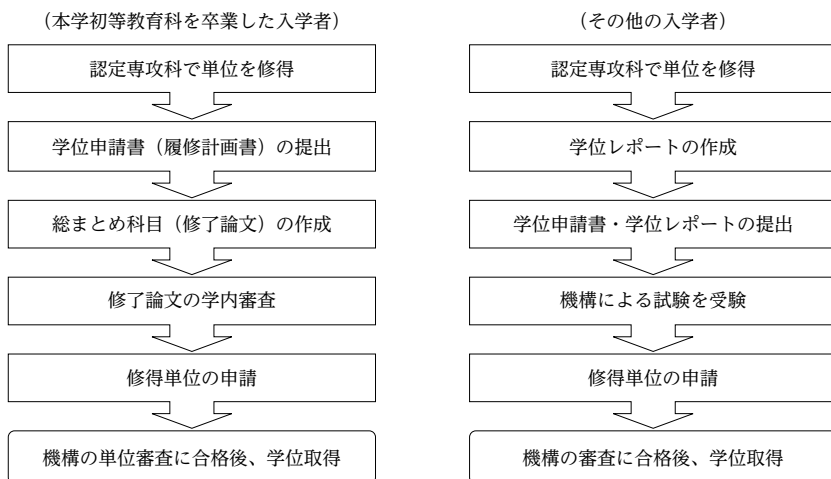 （本学初等教育科を卒業した入学者）
認定専攻科で単位を修得
学位申請書（履修計画書）の提出
総まとめ科目（修了論文）の作成
修了論文の学内審査
修得単位の申請
機構の単位審査に合格後、学位取得
（その他の入学者）
認定専攻科で単位を修得
学位レポートの作成
学位申請書・学位レポートの提出
機構による試験を受験
修得単位の申請
機構の審査に合格後、学位取得